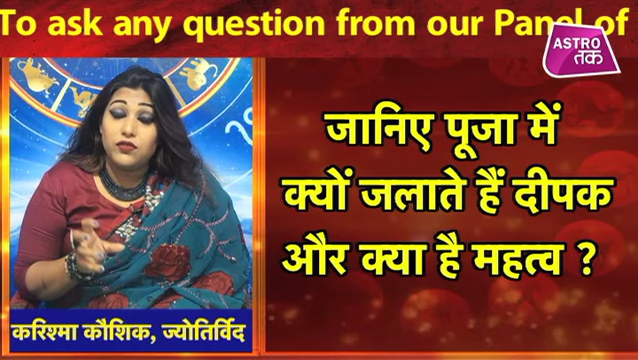 To ask any question from our Panel of
ASTRO
तक
जानिए पूजा में
क्यों जलाते हैं दीपक
और क्या है महत्व ?
करिश्मा कौशिक, ज्योतिर्विद